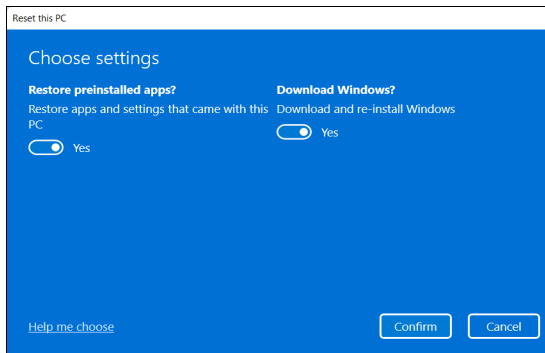 Reset this PC
Choose settings
Restore preinstalled apps?
Restore apps and settings that came with this
PC
Yes
Download Windows?
Download and re-install Windows
Yes
Help me choose
Confirm
Cancel